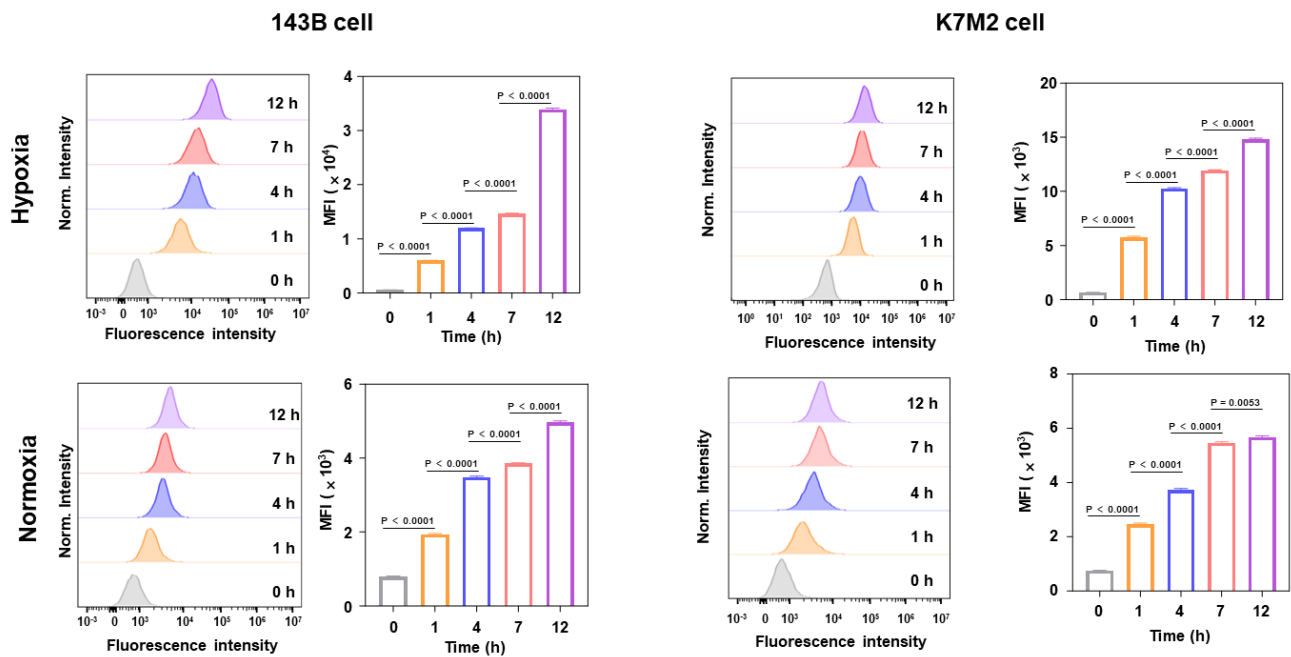 143B cell
K7M2 cell
Hypoxia
Norm. Intensity
12 h
7 h
4 h
1 h
0 h
10-3 0 103 104 105 106 107
Fluorescence intensity
MFI ( × 104)
4
3
2
1
0
P < 0.0001
P < 0.0001
P < 0.0001
P < 0.0001
0 1 4 7 12
Time (h)
Norm. Intensity
12 h
7 h
4 h
1 h
0 h
100 101 102 103 104 105 106 107
Fluorescence intensity
MFI ( × 103)
20
15
10
5
0
P < 0.0001
P < 0.0001
P < 0.0001
P < 0.0001
0 1 4 7 12
Time (h)
Normoxia
Norm. Intensity
12 h
7 h
4 h
1 h
0 h
10-3 0 103 104 105 106 107
Fluorescence intensity
MFI ( × 103)
6
4
2
0
P < 0.0001
P < 0.0001
P < 0.0001
P < 0.0001
0 1 4 7 12
Time (h)
Norm. Intensity
12 h
7 h
4 h
1 h
0 h
10-3 0 103 104 105 106 107
Fluorescence intensity
MFI ( × 103)
8
6
4
2
0
P = 0.0053
P < 0.0001
P < 0.0001
P < 0.0001
0 1 4 7 12
Time (h)